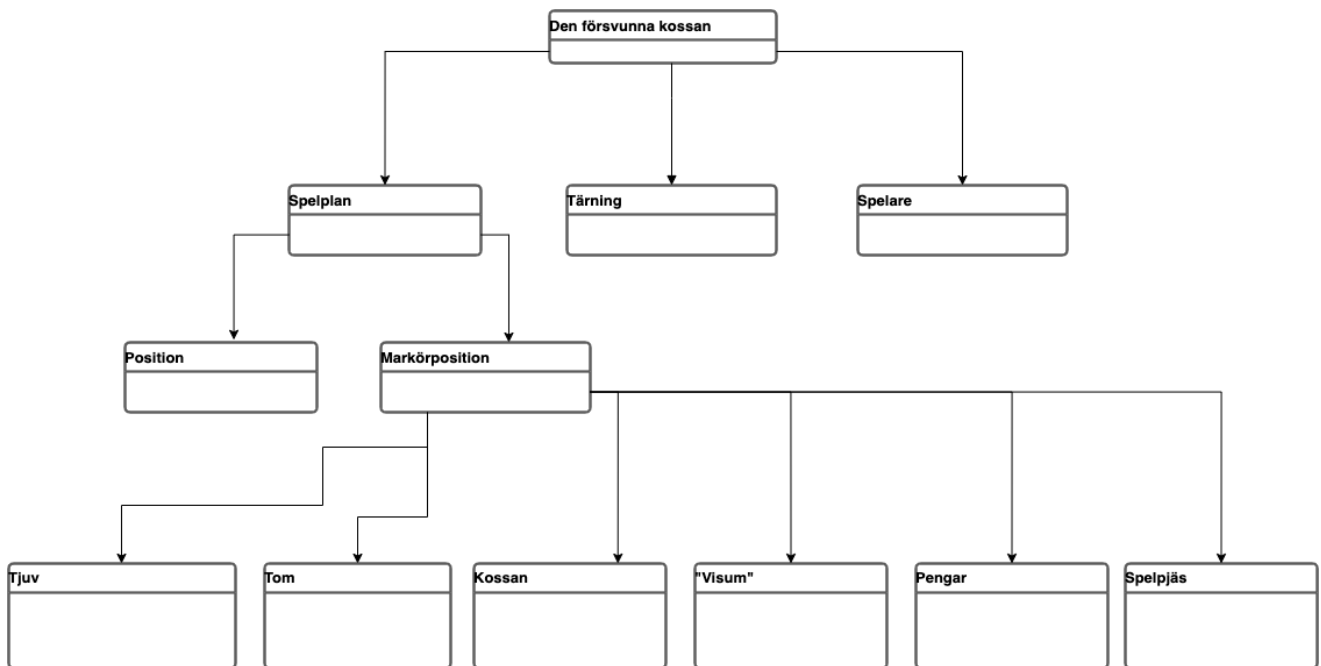 Den försvunna kossan
Spelplan
Tärning
Spelare
Position
Markörposition
Tjuv
Tom
Kossan
"Visum"
Pengar
Spelpjäs